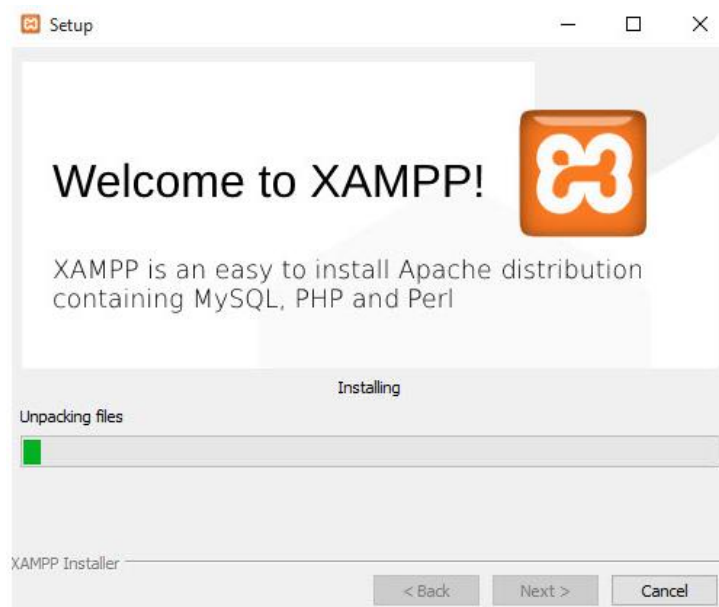 Setup
Welcome to XAMPP!
XAMPP is an easy to install Apache distribution
containing MySQL, PHP and Perl
Installing
Unpacking files
XAMPP Installer
< Back
Next >
Cancel